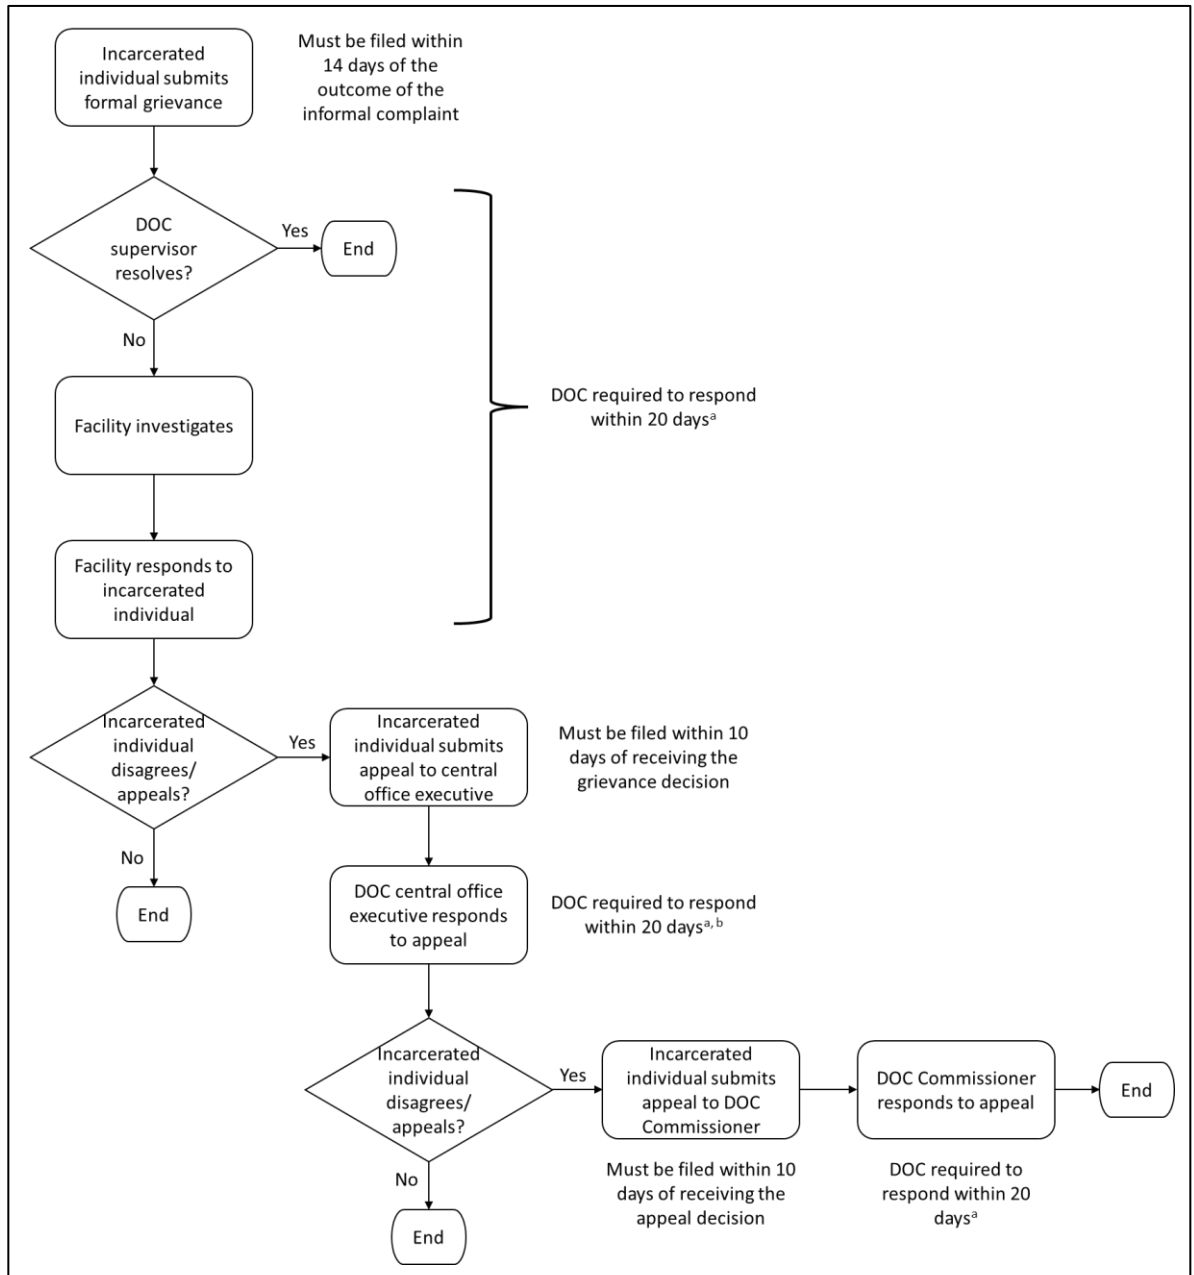 Incarcerated
individual submits
formal grievance
Must be filed within
14 days of the
outcome of the
informal complaint
DOC
supervisor
resolves?
Yes
End
No
Facility investigates
DOC required to respond
within 20 daysᵃ
Facility responds to
incarcerated
individual
Incarcerated
individual
disagrees/
appeals?
Yes
Incarcerated
individual submits
appeal to central
office executive
Must be filed within 10
days of receiving the
grievance decision
No
End
DOC central office
executive responds
to appeal
DOC required to respond
within 20 daysᵃ,ᵇ
Incarcerated
individual
disagrees/
appeals?
Yes
Incarcerated
individual submits
appeal to DOC
Commissioner
DOC Commissioner
responds to appeal
End
Must be filed within 10
days of receiving the
appeal decision
DOC required to
respond within 20
daysᵃ
No
End